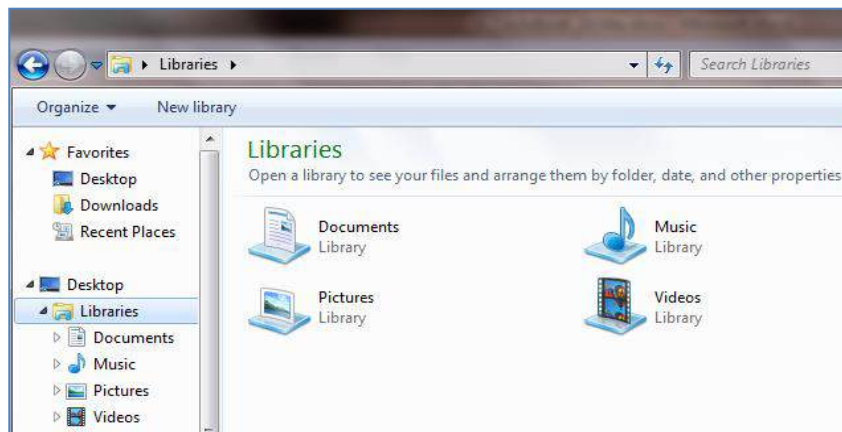 Libraries
Search Libraries
Organize
New library
Favorites
Desktop
Downloads
Recent Places
Desktop
Libraries
Documents
Music
Pictures
Videos
Libraries
Open a library to see your files and arrange them by folder, date, and other properties
Documents
Library
Music
Library
Pictures
Library
Videos
Library